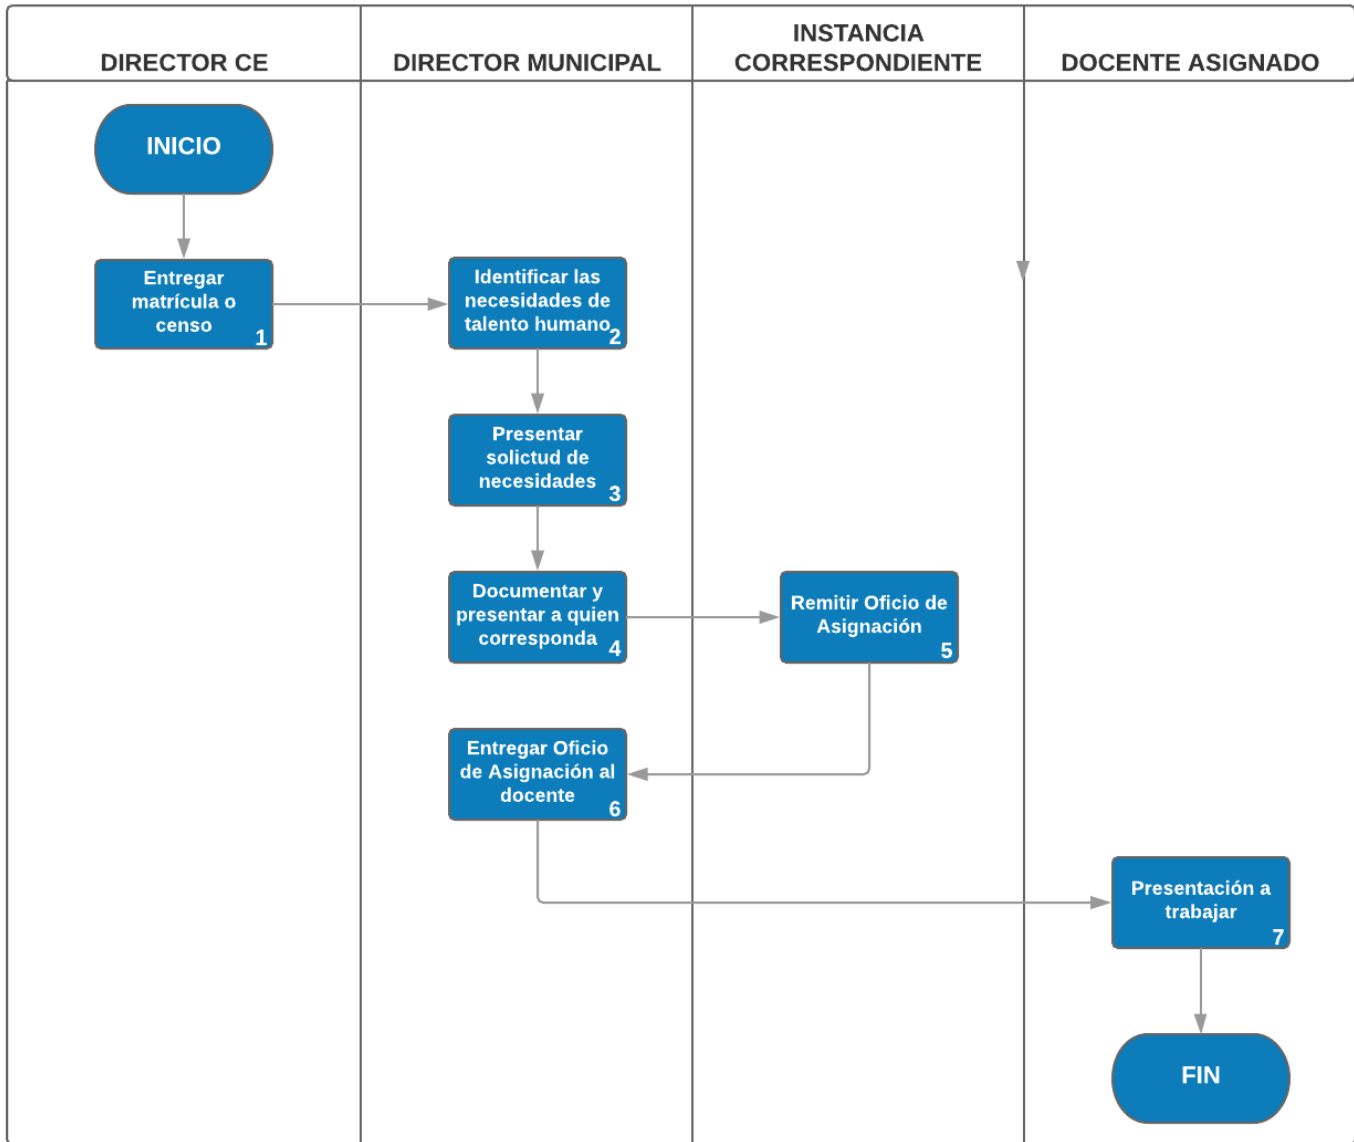 DIRECTOR CE
DIRECTOR MUNICIPAL
INSTANCIA
CORRESPONDIENTE
DOCENTE ASIGNADO
INICIO
Entregar
matrícula o
censo
1
Identificar las
necesidades de
talento humano
2
Presentar
solictud de
necesidades
3
Documentar y
presentar a quien
corresponda
4
Remitir Oficio de
Asignación
5
Entregar Oficio
de Asignación al
docente
6
Presentación a
trabajar
7
FIN